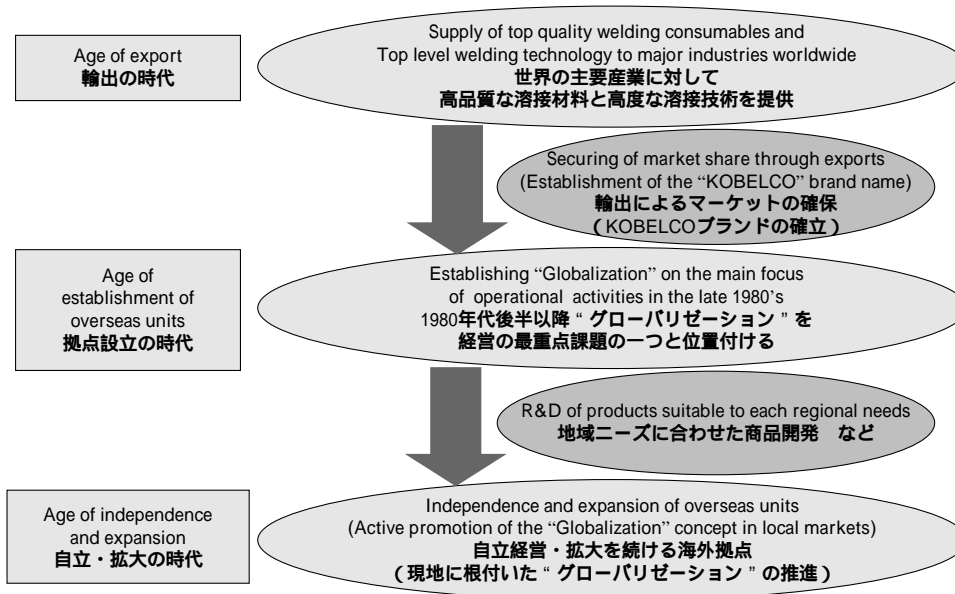 Age of export
輸出の時代
Supply of top quality welding consumables and
Top level welding technology to major industries worldwide
世界の主要産業に対して
高品質な溶接材料と高度な溶接技術を提供
Securing of market share through exports
(Establishment of the “KOBELCO” brand name)
輸出によるマーケットの確保
(KOBELCOブランドの確立)
Age of
establishment of
overseas units
拠点設立の時代
Establishing “Globalization” on the main focus
of operational activities in the late 1980's
1980年代後半以降 “ グローバリゼーション ” を
経営の最重点課題の一つと位置付ける
R&D of products suitable to each regional needs
地域ニーズに合わせた商品開発 など
Age of independence
and expansion
自立・拡大の時代
Independence and expansion of overseas units
(Active promotion of the “Globalization” concept in local markets)
自立経営・拡大を続ける海外拠点
(現地に根付いた “ グローバリゼーション ” の推進)